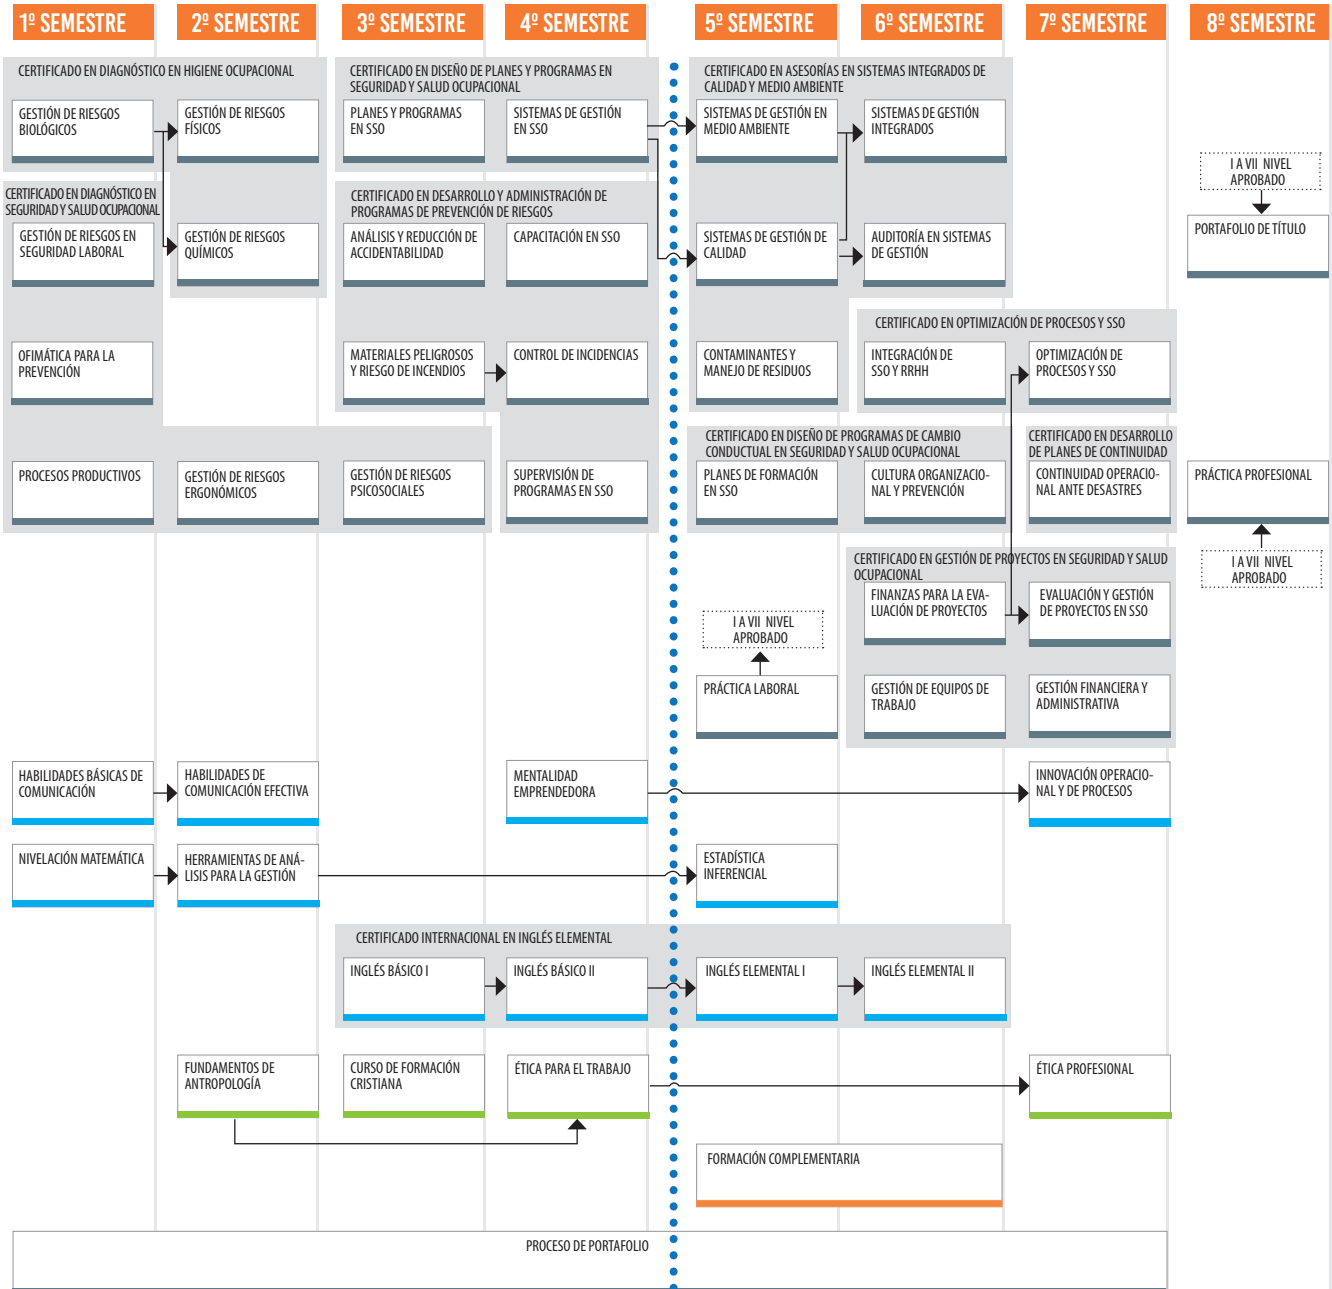 1º SEMESTRE
2º SEMESTRE
3º SEMESTRE
4º SEMESTRE
5º SEMESTRE
6º SEMESTRE
7º SEMESTRE
8º SEMESTRE
CERTIFICADO EN DIAGNÓSTICO EN HIGIENE OCUPACIONAL
CERTIFICADO EN DISEÑO DE PLANES Y PROGRAMAS EN
SEGURIDAD Y SALUD OCUPACIONAL
CERTIFICADO EN ASESORÍAS EN SISTEMAS INTEGRADOS DE
CALIDAD Y MEDIO AMBIENTE
GESTIÓN DE RIESGOS
BIOLÓGICOS
GESTIÓN DE RIESGOS
FÍSICOS
PLANES Y PROGRAMAS
EN SSO
SISTEMAS DE GESTIÓN
EN SSO
SISTEMAS DE GESTIÓN EN
MEDIO AMBIENTE
SISTEMAS DE GESTIÓN
INTEGRADOS
I A VII NIVEL
APROBADO
CERTIFICADO EN DIAGNÓSTICO EN
SEGURIDAD Y SALUD OCUPACIONAL
CERTIFICADO EN DESARROLLO Y ADMINISTRACIÓN DE
PROGRAMAS DE PREVENCIÓN DE RIESGOS
GESTIÓN DE RIESGOS EN
SEGURIDAD LABORAL
GESTIÓN DE RIESGOS
QUÍMICOS
ANÁLISIS Y REDUCCIÓN DE
ACCIDENTABILIDAD
CAPACITACIÓN EN SSO
SISTEMAS DE GESTIÓN DE
CALIDAD
AUDITORÍA EN SISTEMAS
DE GESTIÓN
PORTAFOLIO DE TÍTULO
CERTIFICADO EN OPTIMIZACIÓN DE PROCESOS Y SSO
OFIMÁTICA PARA LA
PREVENCIÓN
MATERIALES PELIGROSOS
Y RIESGO DE INCENDIOS
CONTROL DE INCIDENCIAS
CONTAMINANTES Y
MANEJO DE RESIDUOS
INTEGRACIÓN DE
SSO Y RRHH
OPTIMIZACIÓN DE
PROCESOS Y SSO
CERTIFICADO EN DISEÑO DE PROGRAMAS DE CAMBIO
CONDUCTUAL EN SEGURIDAD Y SALUD OCUPACIONAL
CERTIFICADO EN DESARROLLO
DE PLANES DE CONTINUIDAD
PROCESOS PRODUCTIVOS
GESTIÓN DE RIESGOS
ERGONÓMICOS
GESTIÓN DE RIESGOS
PSICOSOCIALES
SUPERVISIÓN DE
PROGRAMAS EN SSO
PLANES DE FORMACIÓN
EN SSO
CULTURA ORGANIZACIO-
NAL Y PREVENCIÓN
CONTINUIDAD OPERACIO-
NAL ANTE DESASTRES
PRÁCTICA PROFESIONAL
I A VII NIVEL
APROBADO
CERTIFICADO EN GESTIÓN DE PROYECTOS EN SEGURIDAD Y SALUD
OCUPACIONAL
FINANZAS PARA LA EVA-
LUACIÓN DE PROYECTOS
EVALUACIÓN Y GESTIÓN
DE PROYECTOS EN SSO
I A VII NIVEL
APROBADO
PRÁCTICA LABORAL
GESTIÓN DE EQUIPOS DE
TRABAJO
GESTIÓN FINANCIERA Y
ADMINISTRATIVA
HABILIDADES BÁSICAS DE
COMUNICACIÓN
HABILIDADES DE
COMUNICACIÓN EFECTIVA
MENTALIDAD
EMPRENDEDORA
INNOVACIÓN OPERACIO-
NAL Y DE PROCESOS
NIVELACIÓN MATEMÁTICA
HERRAMIENTAS DE ANÁ-
LISIS PARA LA GESTIÓN
ESTADÍSTICA
INFERENCIAL
CERTIFICADO INTERNACIONAL EN INGLÉS ELEMENTAL
INGLÉS BÁSICO I
INGLÉS BÁSICO II
INGLÉS ELEMENTAL I
INGLÉS ELEMENTAL II
FUNDAMENTOS DE
ANTROPOLOGÍA
CURSO DE FORMACIÓN
CRISTIANA
ÉTICA PARA EL TRABAJO
ÉTICA PROFESIONAL
FORMACIÓN COMPLEMENTARIA
PROCESO DE PORTAFOLIO